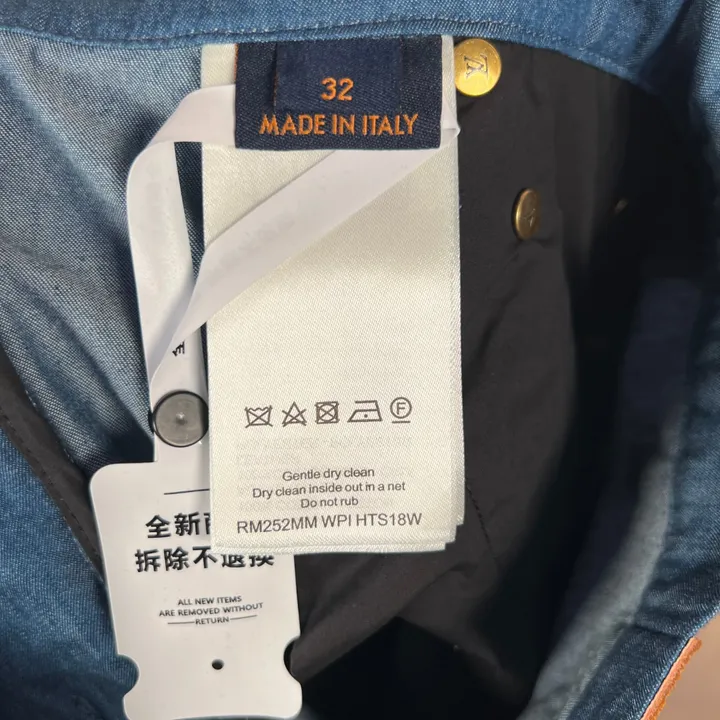 32
MADE IN ITALY
Gentle dry clean
Dry clean inside out in a net
Do not rub
RM252MM WPI HTS18W
全新
拆除不退换
ALL NEW ITEMS
ARE REMOVED WITHOUT
RETURN